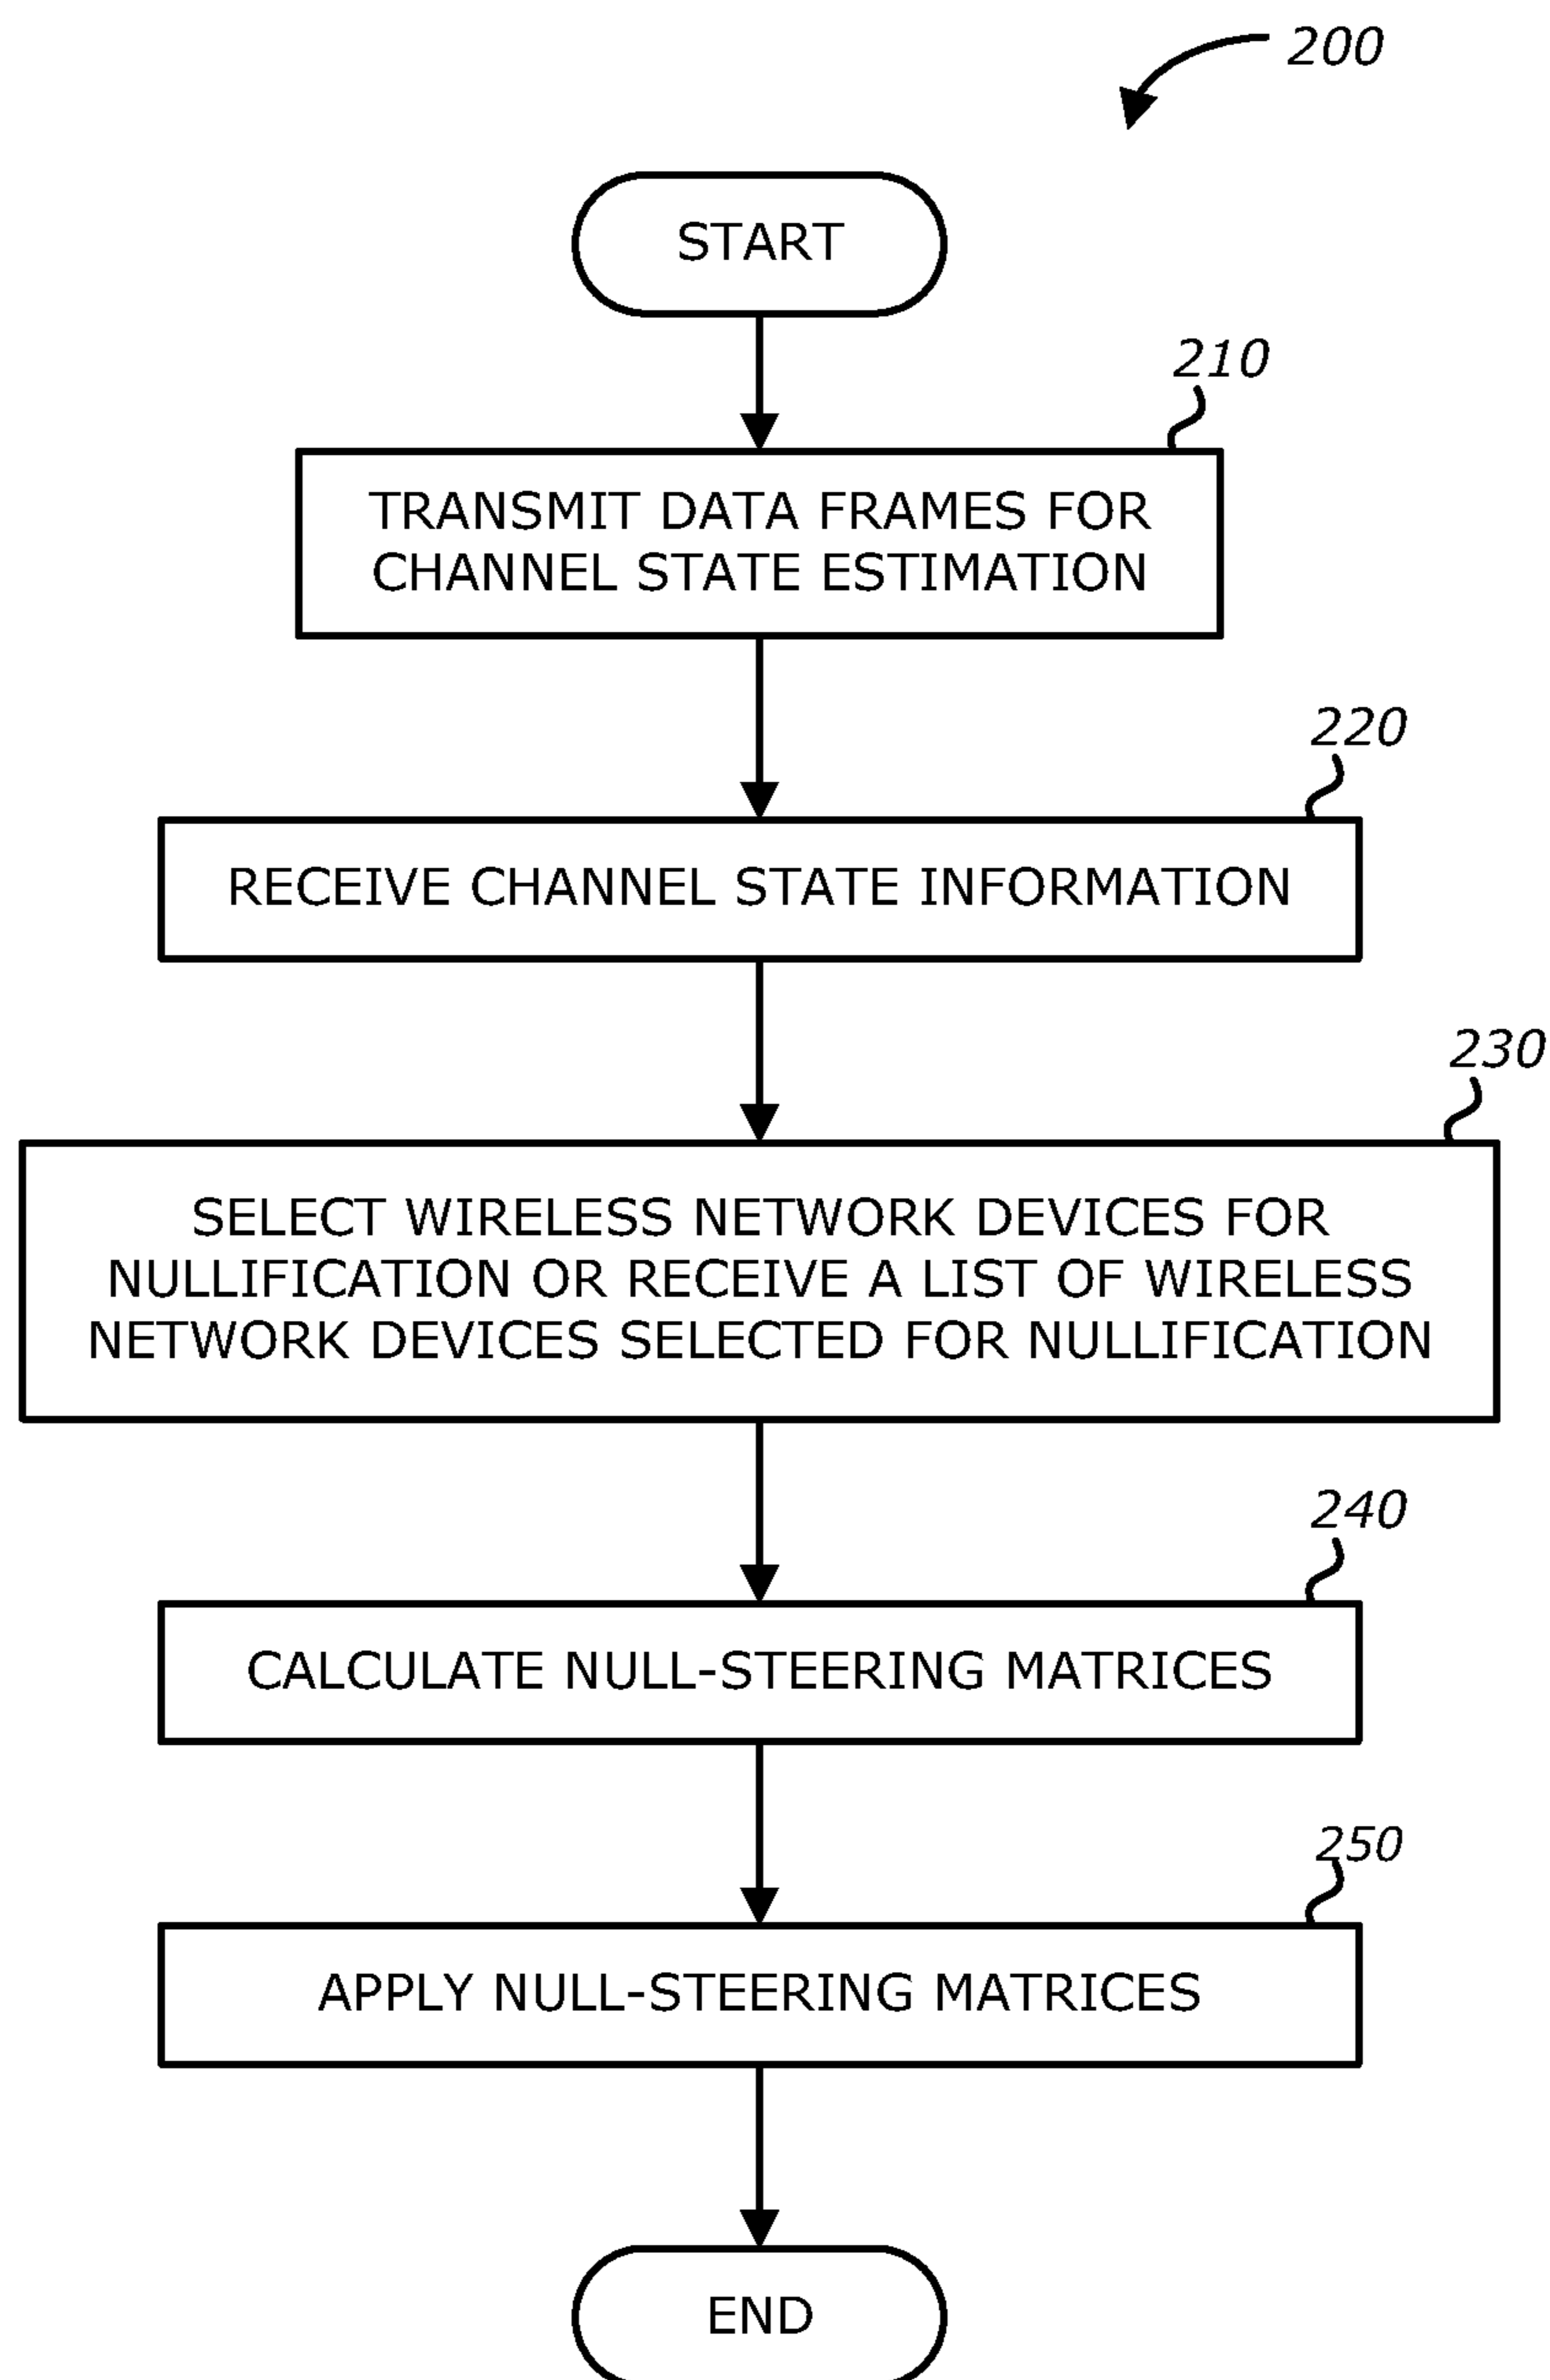 200
START
210
TRANSMIT DATA FRAMES FOR
CHANNEL STATE ESTIMATION
220
RECEIVE CHANNEL STATE INFORMATION
230
SELECT WIRELESS NETWORK DEVICES FOR
NULLIFICATION OR RECEIVE A LIST OF WIRELESS
NETWORK DEVICES SELECTED FOR NULLIFICATION
240
CALCULATE NULL-STEERING MATRICES
250
APPLY NULL-STEERING MATRICES
END